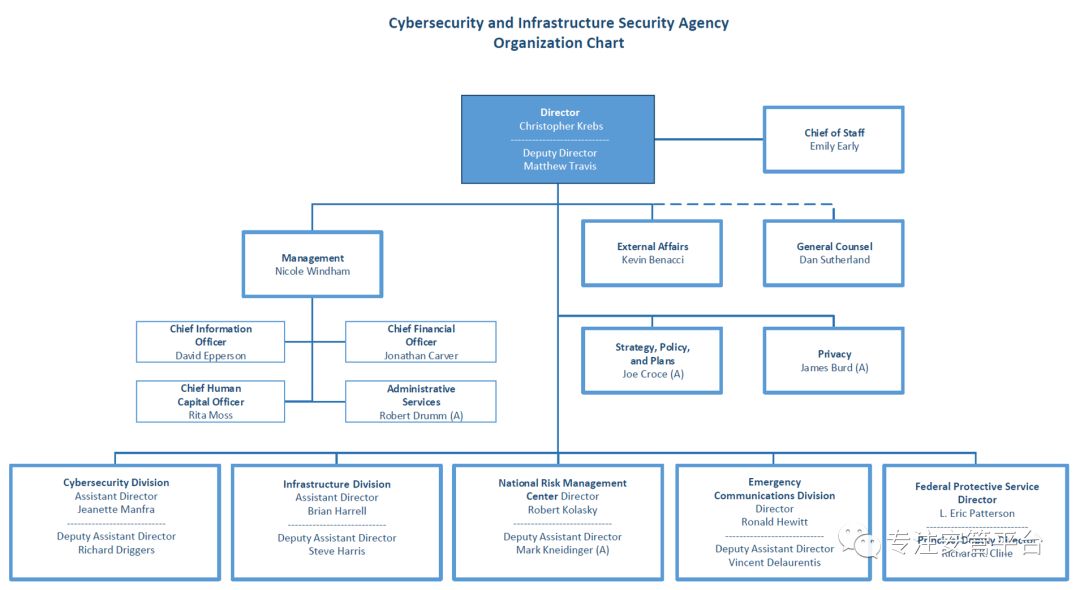 Cybersecurity and Infrastructure Security Agency
Organization Chart
Director
Christopher Krebs
Deputy Director
Matthew Travis
Chief of Staff
Emily Early
Management
Nicole Windham
External Affairs
Kevin Benacci
General Counsel
Dan Sutherland
Chief Information
Officer
David Epperson
Chief Financial
Officer
Jonathan Carver
Chief Human
Capital Officer
Rita Moss
Administrative
Services
Robert Drumm (A)
Strategy, Policy,
and Plans
Joe Croce (A)
Privacy
James Burd (A)
Cybersecurity Division
Assistant Director
Jeanette Manfra
Deputy Assistant Director
Richard Driggers
Infrastructure Division
Assistant Director
Brian Harrell
Deputy Assistant Director
Steve Harris
National Risk Management
Center Director
Robert Kolasky
Deputy Assistant Director
Mark Kneidinger (A)
Emergency
Communications Division
Director
Ronald Hewitt
Deputy Assistant Director
Vincent Delaurentis
Federal Protective Service
Director
L. Eric Patterson
Principal Deputy Director
Richard K. Cline
专注安管平台